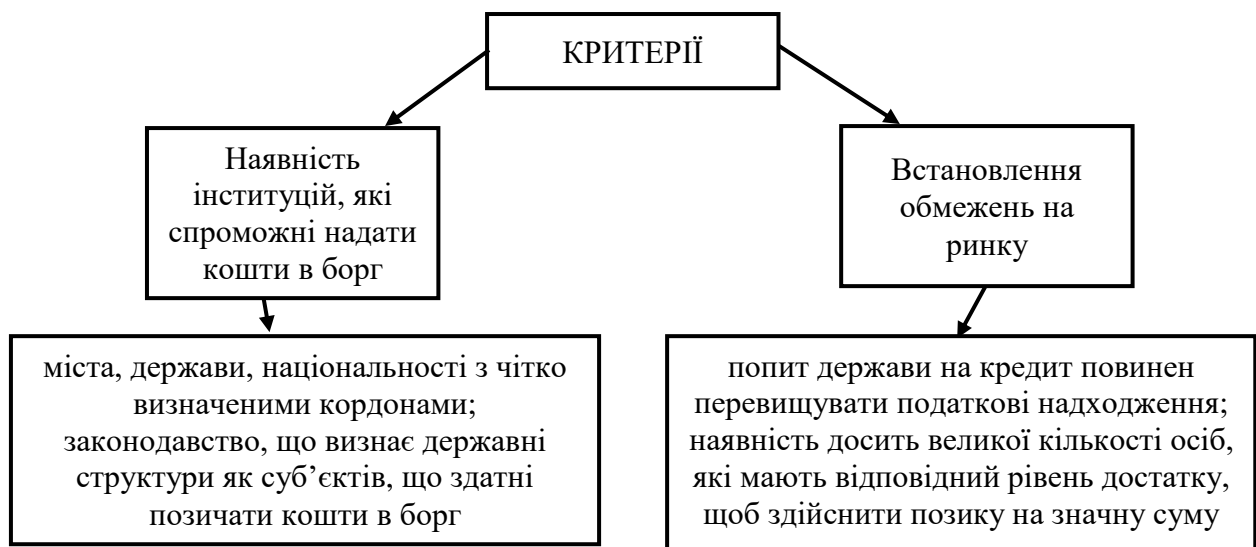 КРИТЕРІЇ
Наявність
інституцій, які
спроможні надати
кошти в борг
Встановлення
обмежень на
ринку
міста, держави, національності з чітко
визначеними кордонами;
законодавство, що визнає державні
структури як суб’єктів, що здатні
позичати кошти в борг
попит держави на кредит повинен
перевищувати податкові надходження;
наявність досить великої кількості осіб,
які мають відповідний рівень достатку,
щоб здійснити позику на значну суму